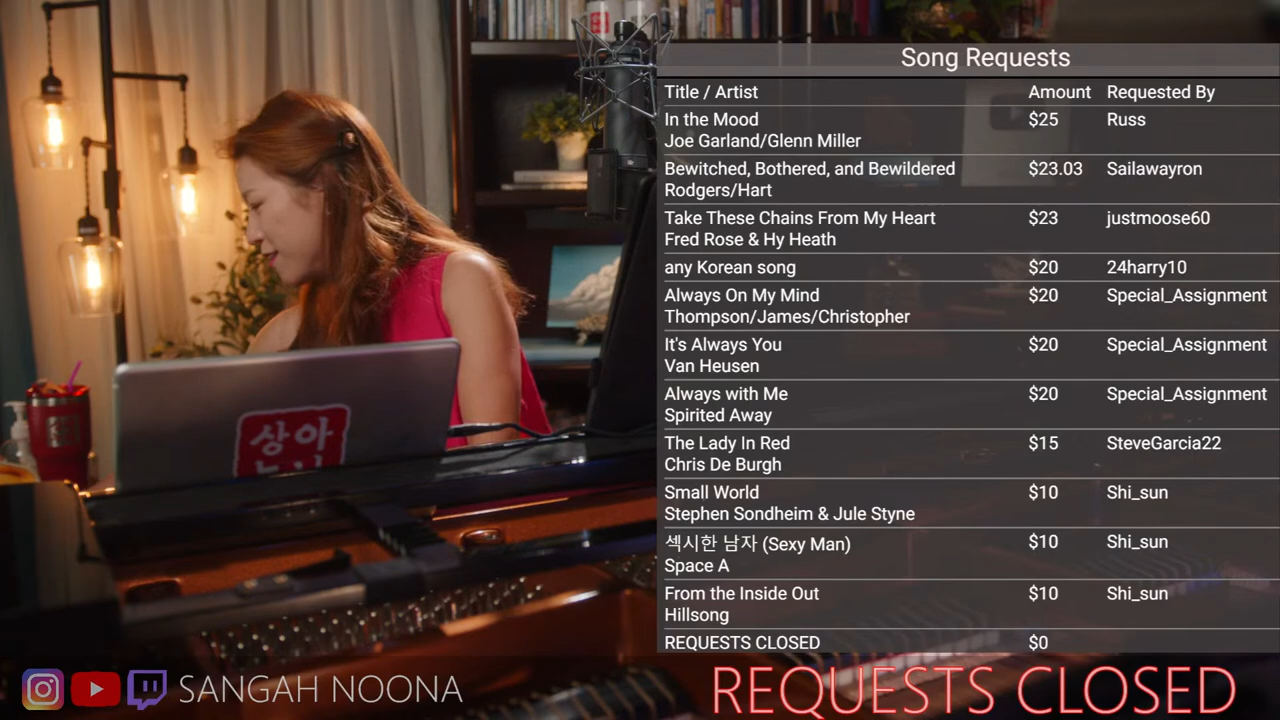 Song Requests
Title / Artist Amount Requested By
In the Mood $25 Russ
Joe Garland/Glenn Miller
Bewitched, Bothered, and Bewildered $23.03 Sailawayron
Rodgers/Hart
Take These Chains From My Heart $23 justmoose60
Fred Rose & Hy Heath
any Korean song $20 24harry10
Always On My Mind $20 Special_Assignment
Thompson/James/Christopher
It's Always You $20 Special_Assignment
Van Heusen
Always with Me $20 Special_Assignment
Spirited Away
The Lady In Red $15 SteveGarcia22
Chris De Burgh
Small World $10 Shi_sun
Stephen Sondheim & Jule Styne
섹시한 남자 (Sexy Man) $10 Shi_sun
Space A
From the Inside Out $10 Shi_sun
Hillsong
REQUESTS CLOSED $0
상아
SANGAH NOONA
REQUESTS CLOSED